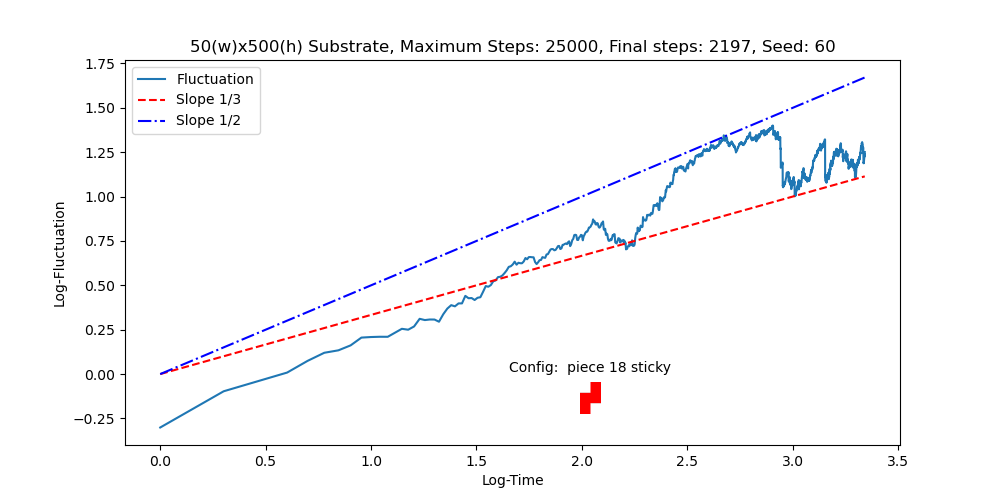 50(w)x500(h) Substrate, Maximum Steps: 25000, Final steps: 2197, Seed: 60
Fluctuation
Slope 1/3
Slope 1/2
Log-Fluctuation
1.75
1.50
1.25
1.00
0.75
0.50
0.25
0.00
−0.25
Config:  piece 18 sticky
0.0 0.5 1.0 1.5 2.0 2.5 3.0 3.5
Log-Time